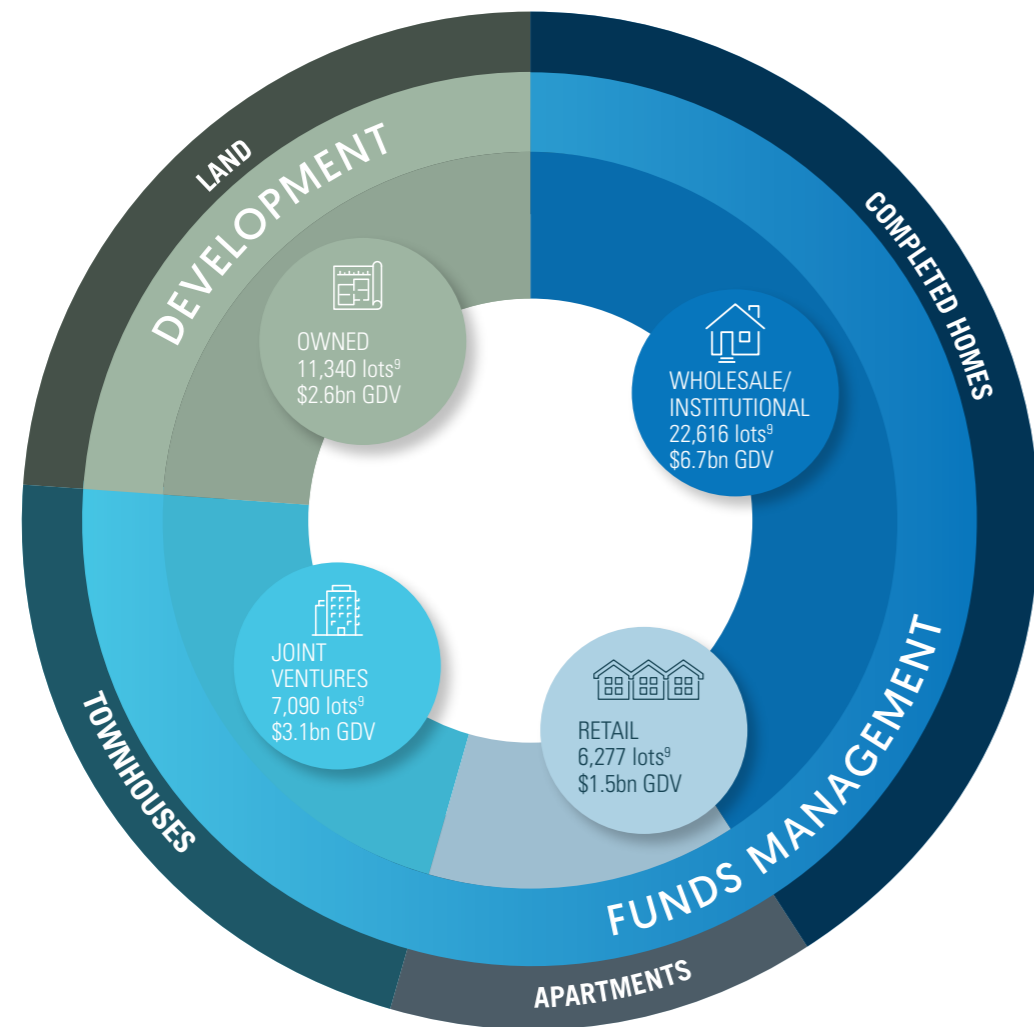 LAND
DEVELOPMENT
COMPLETED HOMES
OWNED
11,340 lots⁹
$2.6bn GDV
WHOLESALE/
INSTITUTIONAL
22,616 lots⁹
$6.7bn GDV
JOINT
VENTURES
7,090 lots⁹
$3.1bn GDV
RETAIL
6,277 lots⁹
$1.5bn GDV
TOWNHOUSES
FUNDS MANAGEMENT
APARTMENTS